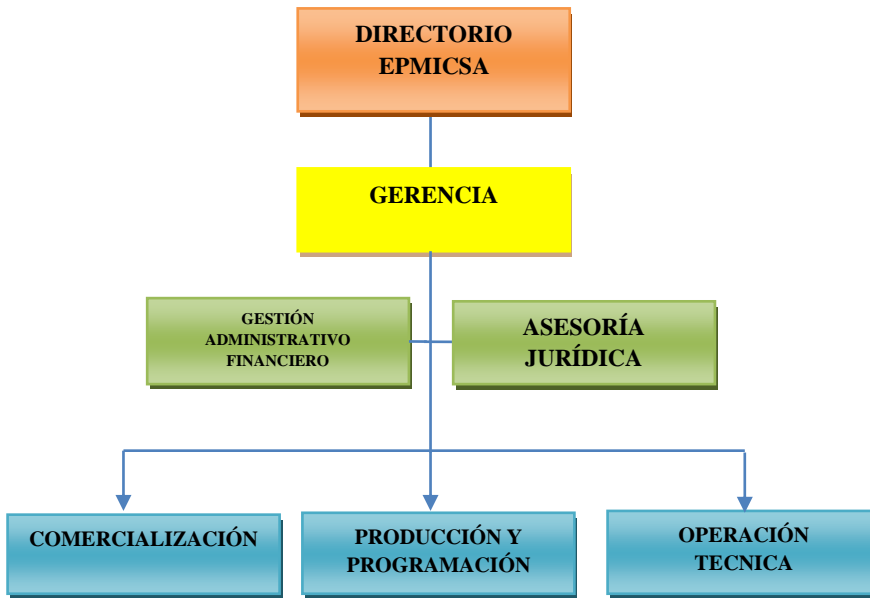 DIRECTORIO
EPMICSA
GERENCIA
GESTIÓN
ADMINISTRATIVO
FINANCIERO
ASESORÍA
JURÍDICA
COMERCIALIZACIÓN
PRODUCCIÓN Y
PROGRAMACIÓN
OPERACIÓN
TECNICA